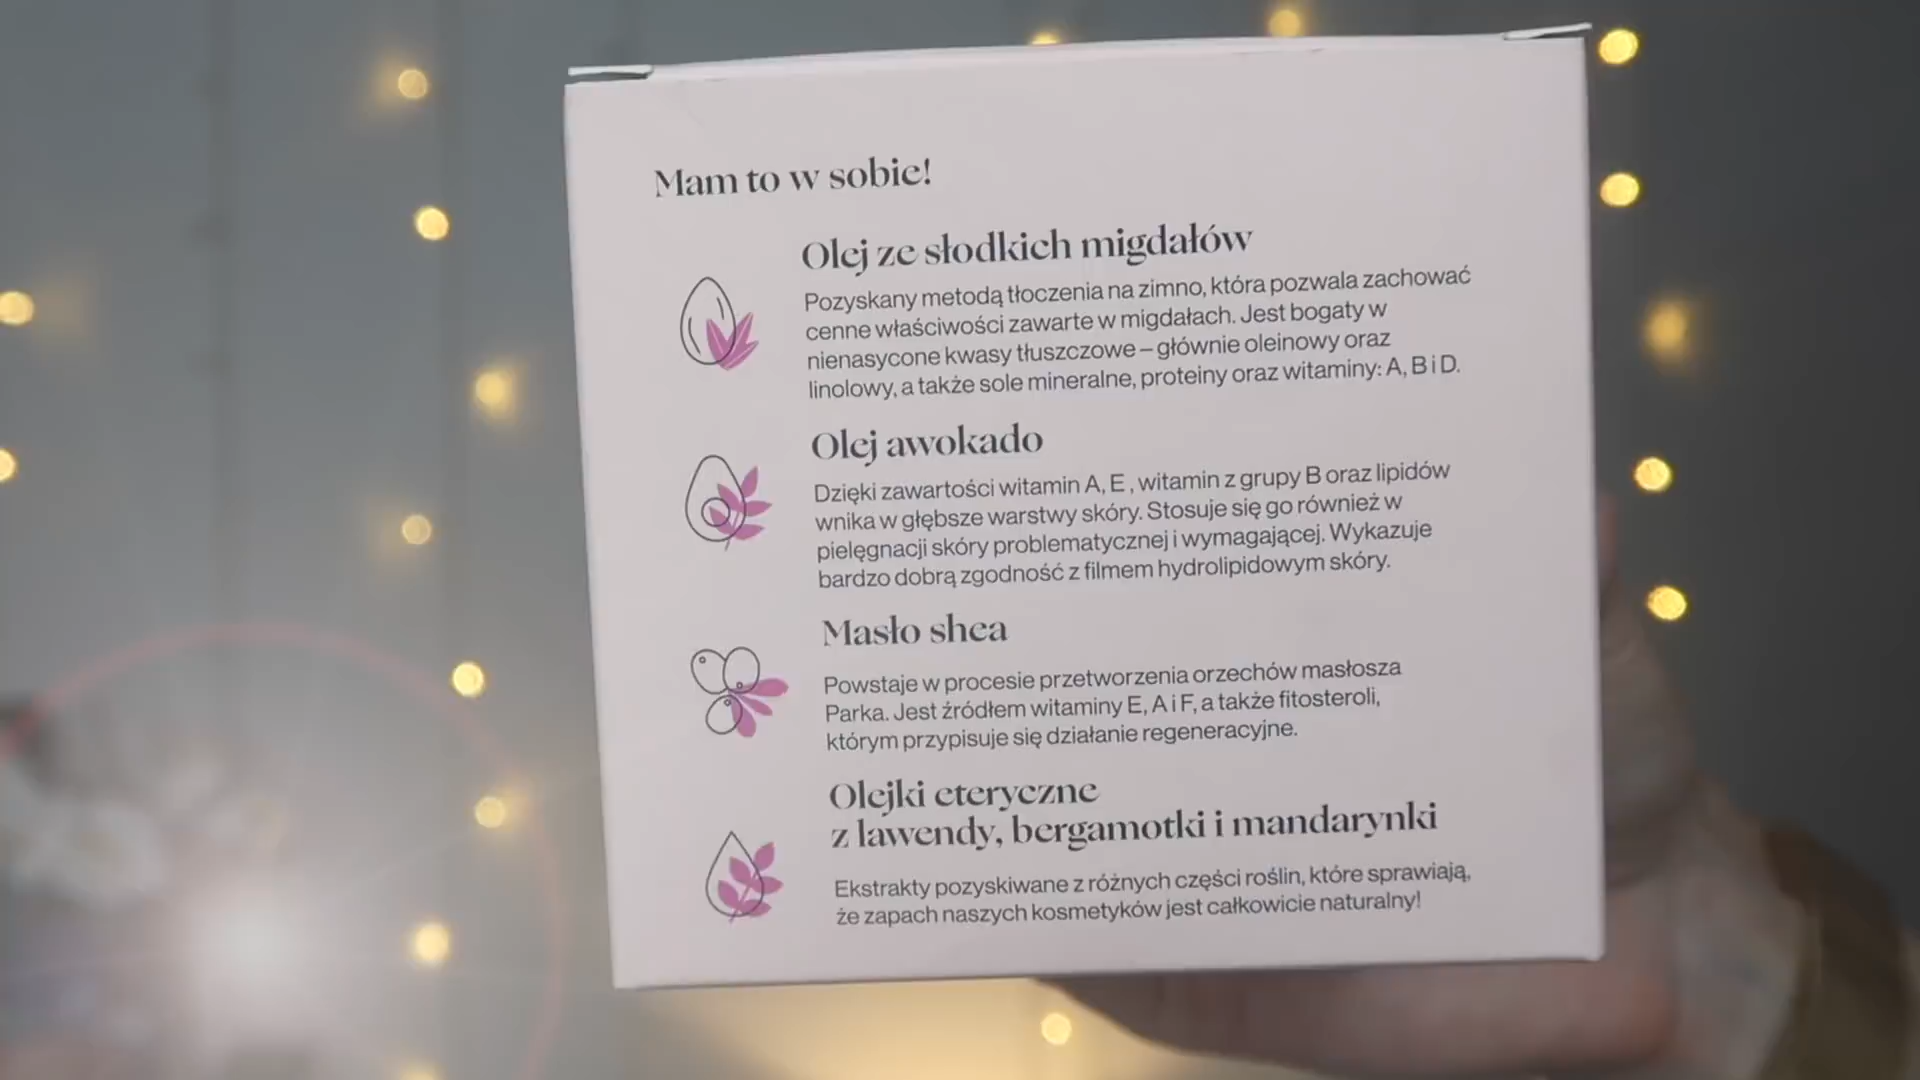 Mam to w sobie!
Olej ze słodkich migdałów
Pozyskany metodą tłoczenia na zimno, która pozwala zachować
cenne właściwości zawarte w migdałach. Jest bogaty w
nienasycone kwasy tłuszczowe – głównie oleinowy oraz
linolowy, a także sole mineralne, proteiny oraz witaminy: A, B i D.
Olej awokado
Dzięki zawartości witamin A, E , witamin z grupy B oraz lipidów
wnika w głębsze warstwy skóry. Stosuje się go również w
pielęgnacji skóry problematycznej i wymagającej. Wykazuje
bardzo dobrą zgodność z filmem hydrolipidowym skóry.
Masło shea
Powstaje w procesie przetworzenia orzechów masłosza
Parka. Jest źródłem witaminy E, A i F, a także fitosteroli,
którym przypisuje się działanie regeneracyjne.
Olejki eteryczne
z lawendy, bergamotki i mandarynki
Ekstrakty pozyskiwane z różnych części roślin, które sprawiają,
że zapach naszych kosmetyków jest całkowicie naturalny!